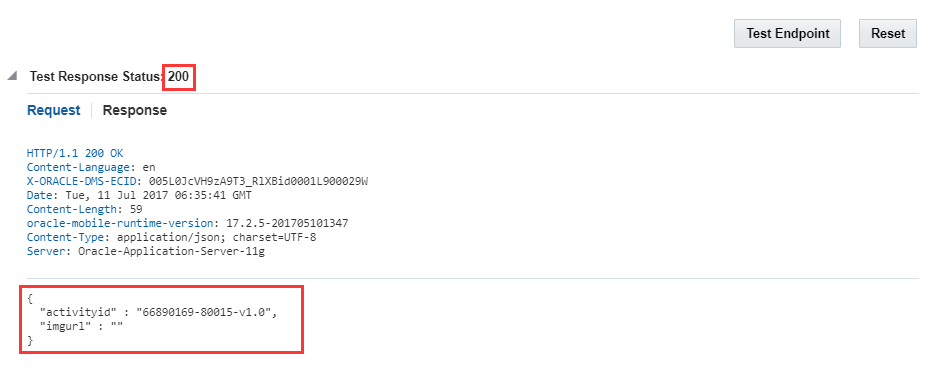 Test Endpoint Reset
Test Response Status: 200
Request Response
HTTP/1.1 200 OK
Content-Language: en
X-ORACLE-DMS-ECID: 005L0JcVH9zA9T3_RlXBid0001L900029W
Date: Tue, 11 Jul 2017 06:35:41 GMT
Content-Length: 59
oracle-mobile-runtime-version: 17.2.5-201705101347
Content-Type: application/json; charset=UTF-8
Server: Oracle-Application-Server-11g
{
"activityid" : "66890169-80015-v1.0",
"imgurl" : ""
}